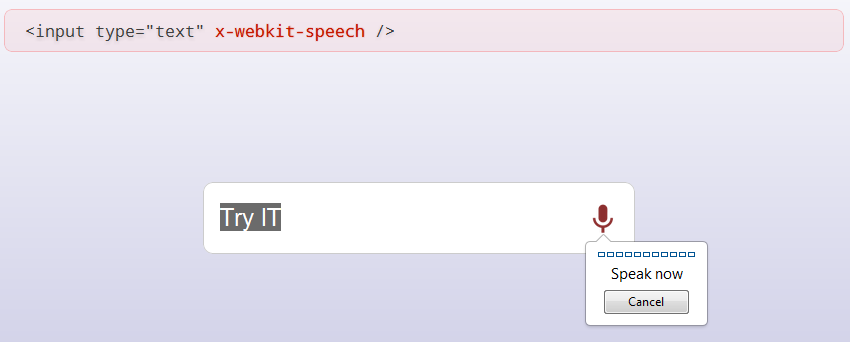 <input type="text" x-webkit-speech />
Try IT
Speak now
Cancel